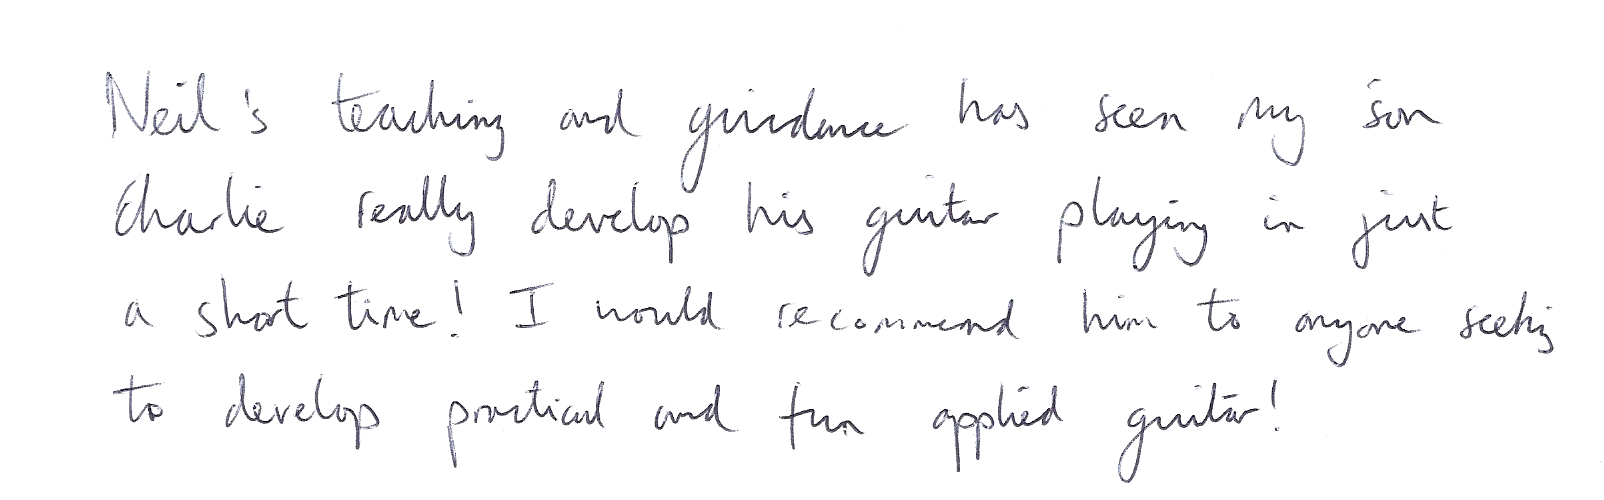 Neil's teaching and guidance has seen my son
Charlie really develop his guitar playing in just
a short time! I would recommend him to anyone seeking
to develop practical and fun applied guitar!